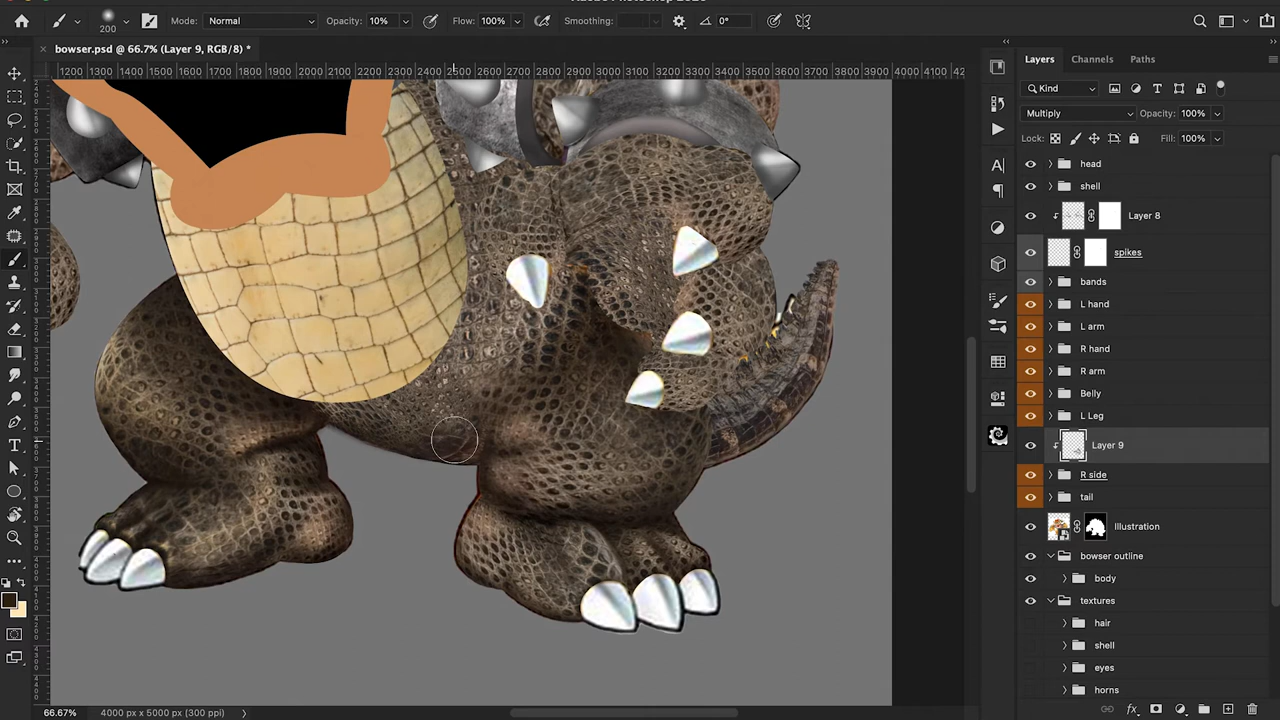 Adobe Photoshop 2020
200
Mode: Normal Opacity: 10% Flow: 100% Smoothing: 0°
bowser.psd @ 66.7% (Layer 9, RGB/8) *
1200 1300 1400 1500 1600 1700 1800 1900 2000 2100 2200 2300 2400 2500 2600 2700 2800 2900 3000 3100 3200 3300 3400 3500 3600 3700 3800 3900 4000 4100 42
Layers Channels Paths
Kind
Multiply Opacity: 100%
Lock: Fill: 100%
head
shell
Layer 8
spikes
bands
L hand
L arm
R hand
R arm
Belly
L Leg
Layer 9
R side
tail
Illustration
bowser outline
body
textures
hair
shell
eyes
horns
66.67% 4000 px x 5000 px (300 ppi)